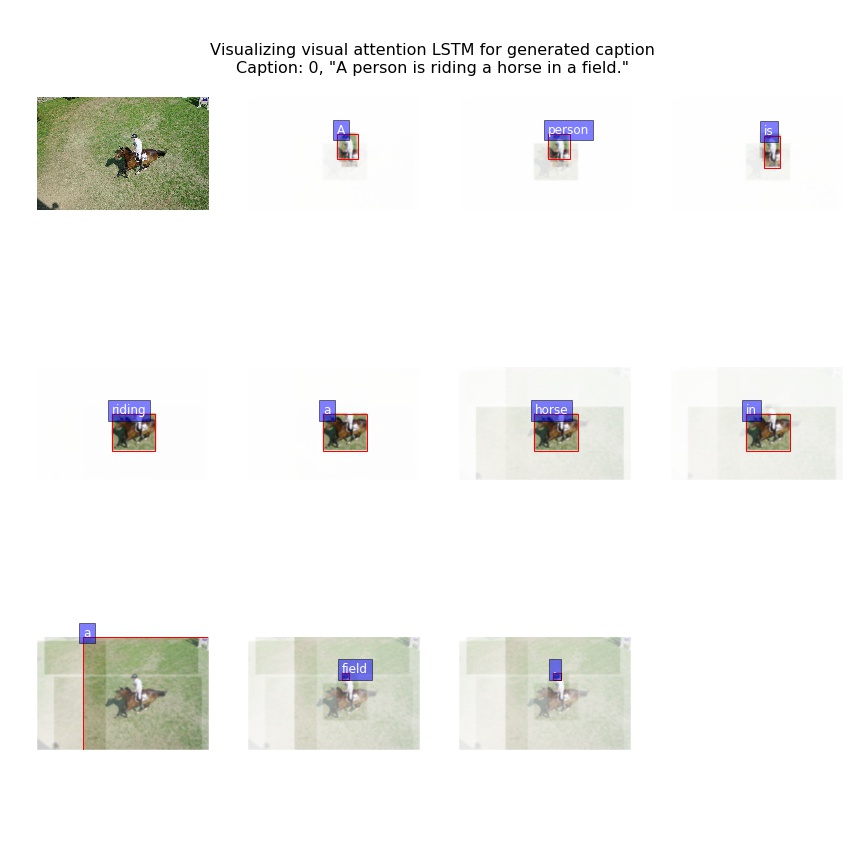 Visualizing visual attention LSTM for generated caption
Caption: 0, "A person is riding a horse in a field."
A
person
is
riding
a
horse
in
a
field
.